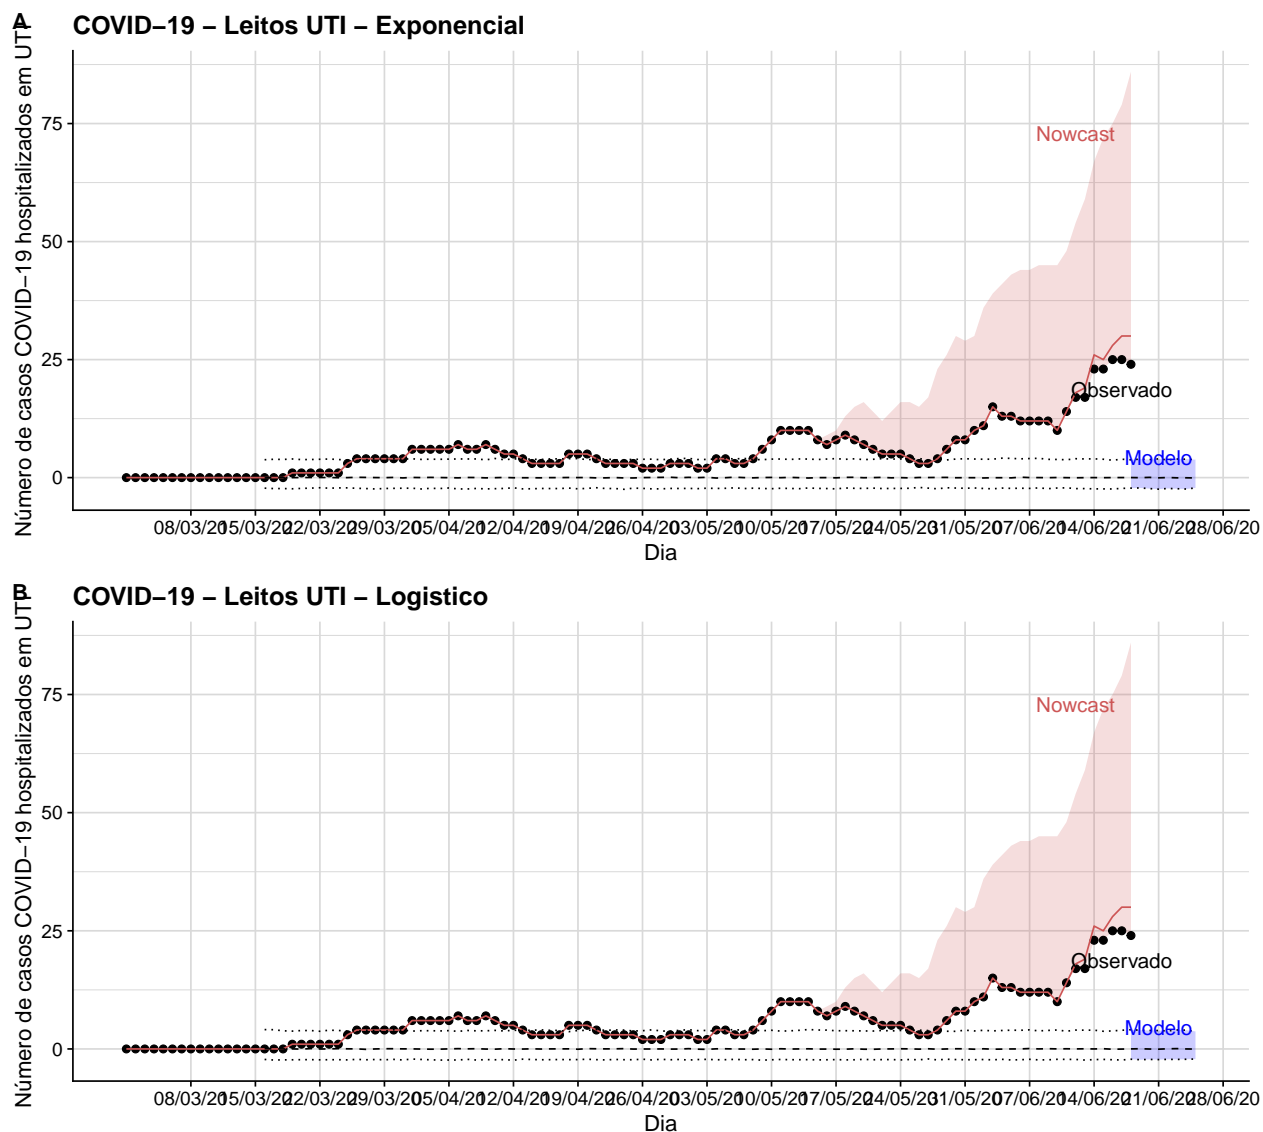 A
COVID–19 – Leitos UTI – Exponencial
Número de casos COVID–19 hospitalizados em UTI
75
50
25
0
Nowcast
Observado
Modelo
08/03/20 15/03/20 22/03/20 29/03/20 05/04/20 12/04/20 19/04/20 26/04/20 03/05/20 10/05/20 17/05/20 24/05/20 31/05/20 07/06/20 14/06/20 21/06/20 28/06/20
Dia
B
COVID–19 – Leitos UTI – Logistico
Número de casos COVID–19 hospitalizados em UTI
75
50
25
0
Nowcast
Observado
Modelo
08/03/20 15/03/20 22/03/20 29/03/20 05/04/20 12/04/20 19/04/20 26/04/20 03/05/20 10/05/20 17/05/20 24/05/20 31/05/20 07/06/20 14/06/20 21/06/20 28/06/20
Dia